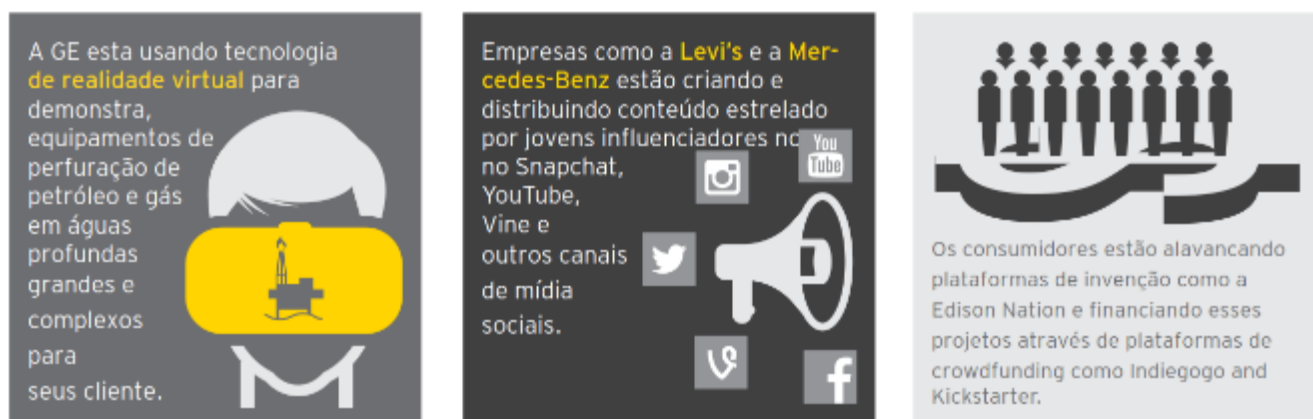 A GE esta usando tecnologia
de realidade virtual para
demonstra,
equipamentos de
perfuração de
petróleo e gás
em águas
profundas
grandes e
complexos
para
seus cliente.
Empresas como a Levi's e a Mer-
cedes-Benz estão criando e
distribuindo conteúdo estrelado
por jovens influenciadores no
no Snapchat,
YouTube,
Vine e
outros canais
de mídia
sociais.
You
Tube
Os consumidores estão alavancando
plataformas de invenção como a
Edison Nation e financiando esses
projetos através de plataformas de
crowdfunding como Indiegogo and
Kickstarter.